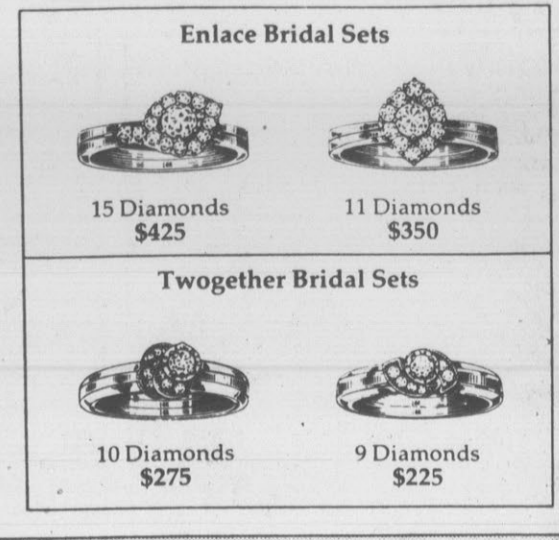 Enlace Bridal Sets
15 Diamonds
$425
11 Diamonds
$350
Twogether Bridal Sets
10 Diamonds
$275
9 Diamonds
$225